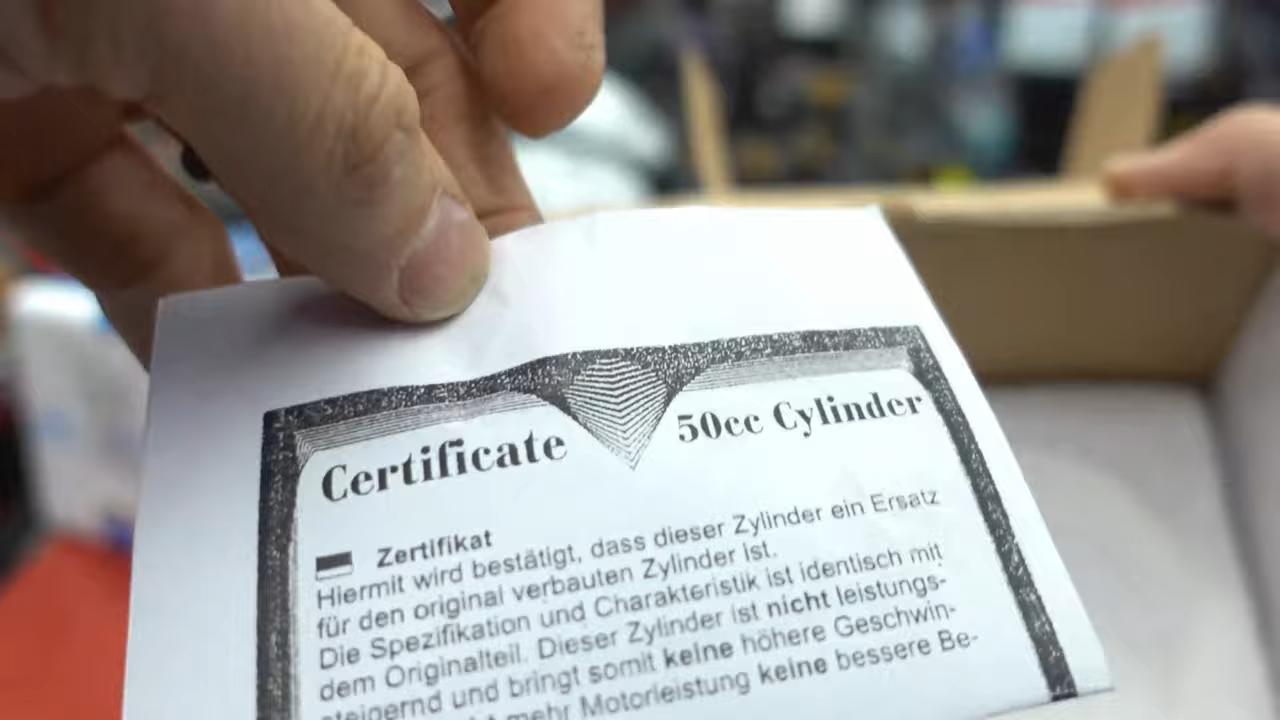 Certificate
50cc Cylinder
Zertifikat
Hiermit wird bestätigt, dass dieser Zylinder ein Ersatz
für den original verbauten Zylinder ist.
Die Spezifikation und Charakteristik ist identisch mit
dem Originalteil. Dieser Zylinder ist nicht leistungs-
steigernd und bringt somit keine höhere Geschwin-
mehr Motorleistung keine bessere Be-